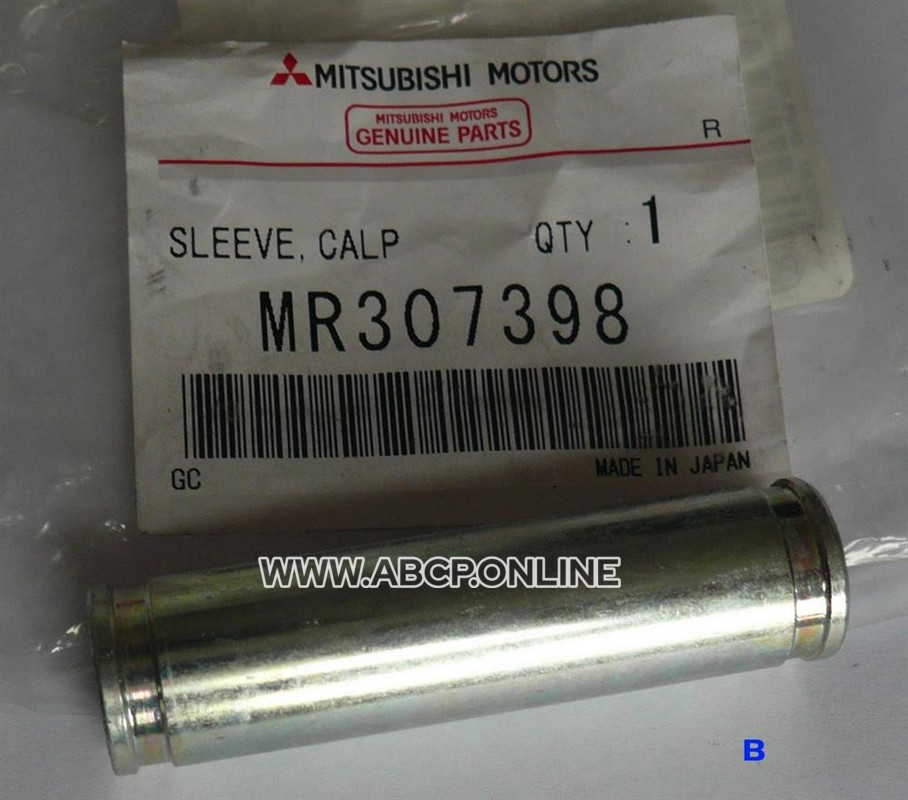 MITSUBISHI MOTORS
MITSUBISHI MOTORS
GENUINE PARTS
R
SLEEVE, CALP QTY : 1
MR307398
GC MADE IN JAPAN
WWW.ABCP.ONLINE
B